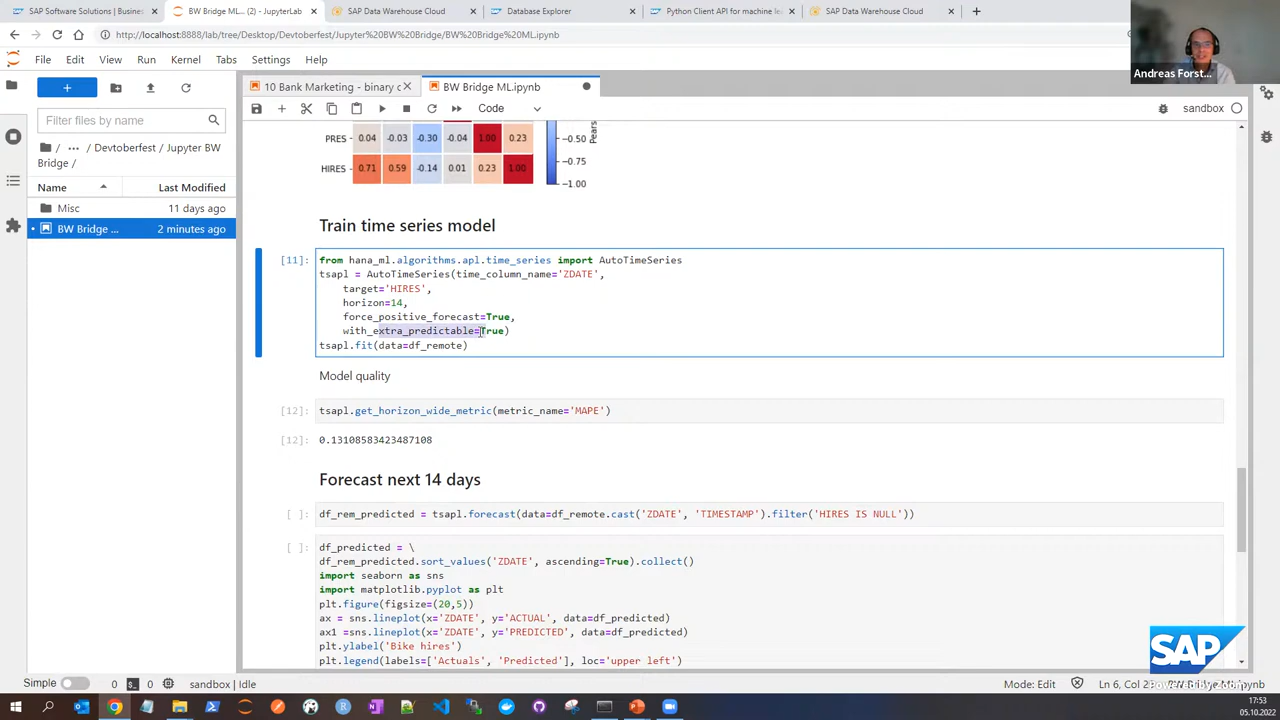 SAP Software Solutions | Busines
BW Bridge ML... (2) - JupyterLab
SAP Data Warehouse Cloud
Database Explorer
Python Client API for machine le
SAP Data Warehouse Cloud
http://localhost:8888/lab/tree/Desktop/Devtoberfest/Jupyter%20BW%20Bridge/BW%20Bridge%20ML.ipynb
Andreas Forst...
File Edit View Run Kernel Tabs Settings Help
10 Bank Marketing - binary c
BW Bridge ML.ipynb
Code
sandbox
Filter files by name
/ ... / Devtoberfest / Jupyter BW
Bridge /
Name Last Modified
Misc 11 days ago
BW Bridge ... 2 minutes ago
PRES 0.04 -0.03 -0.30 -0.04 1.00 0.23
HIRES 0.71 0.59 -0.14 0.01 0.23 1.00
-0.50
-0.75
-1.00
Pears
Train time series model
[11]: from hana_ml.algorithms.apl.time_series import AutoTimeSeries
tsapl = AutoTimeSeries(time_column_name='ZDATE',
target='HIRES',
horizon=14,
force_positive_forecast=True,
with_extra_predictable=True)
tsapl.fit(data=df_remote)
Model quality
[12]: tsapl.get_horizon_wide_metric(metric_name='MAPE')
[12]: 0.13108583423487108
Forecast next 14 days
[ ]: df_rem_predicted = tsapl.forecast(data=df_remote.cast('ZDATE', 'TIMESTAMP').filter('HIRES IS NULL'))
[ ]: df_predicted = \
df_rem_predicted.sort_values('ZDATE', ascending=True).collect()
import seaborn as sns
import matplotlib.pyplot as plt
plt.figure(figsize=(20,5))
ax = sns.lineplot(x='ZDATE', y='ACTUAL', data=df_predicted)
ax1 =sns.lineplot(x='ZDATE', y='PREDICTED', data=df_predicted)
plt.ylabel('Bike hires')
plt.legend(labels=['Actuals', 'Predicted'], loc='upper left')
SAP
Simple 0 0 sandbox | Idle
Mode: Edit
17:53
05.10.2022